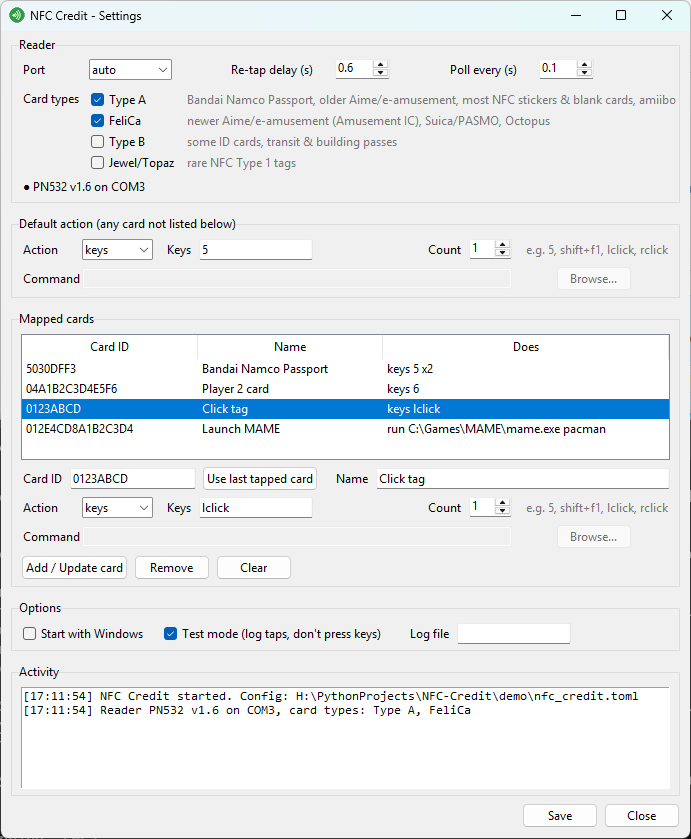 NFC Credit - Settings
Reader
Port auto Re-tap delay (s) 0.6 Poll every (s) 0.1
Card types Type A Bandai Namco Passport, older Aime/e-amusement, most NFC stickers & blank cards, amiibo
FeliCa newer Aime/e-amusement (Amusement IC), Suica/PASMO, Octopus
Type B some ID cards, transit & building passes
Jewel/Topaz rare NFC Type 1 tags
● PN532 v1.6 on COM3
Default action (any card not listed below)
Action keys Keys 5 Count 1 e.g. 5, shift+f1, lclick, rclick
Command Browse...
Mapped cards
Card ID Name Does
5030DFF3 Bandai Namco Passport keys 5 x2
04A1B2C3D4E5F6 Player 2 card keys 6
0123ABCD Click tag keys lclick
012E4CD8A1B2C3D4 Launch MAME run C:\Games\MAME\mame.exe pacman
Card ID 0123ABCD Use last tapped card Name Click tag
Action keys Keys lclick Count 1 e.g. 5, shift+f1, lclick, rclick
Command Browse...
Add / Update card Remove Clear
Options
Start with Windows Test mode (log taps, don't press keys) Log file
Activity
[17:11:54] NFC Credit started. Config: H:\PythonProjects\NFC-Credit\demo\nfc_credit.toml
[17:11:54] Reader PN532 v1.6 on COM3, card types: Type A, FeliCa
Save Close